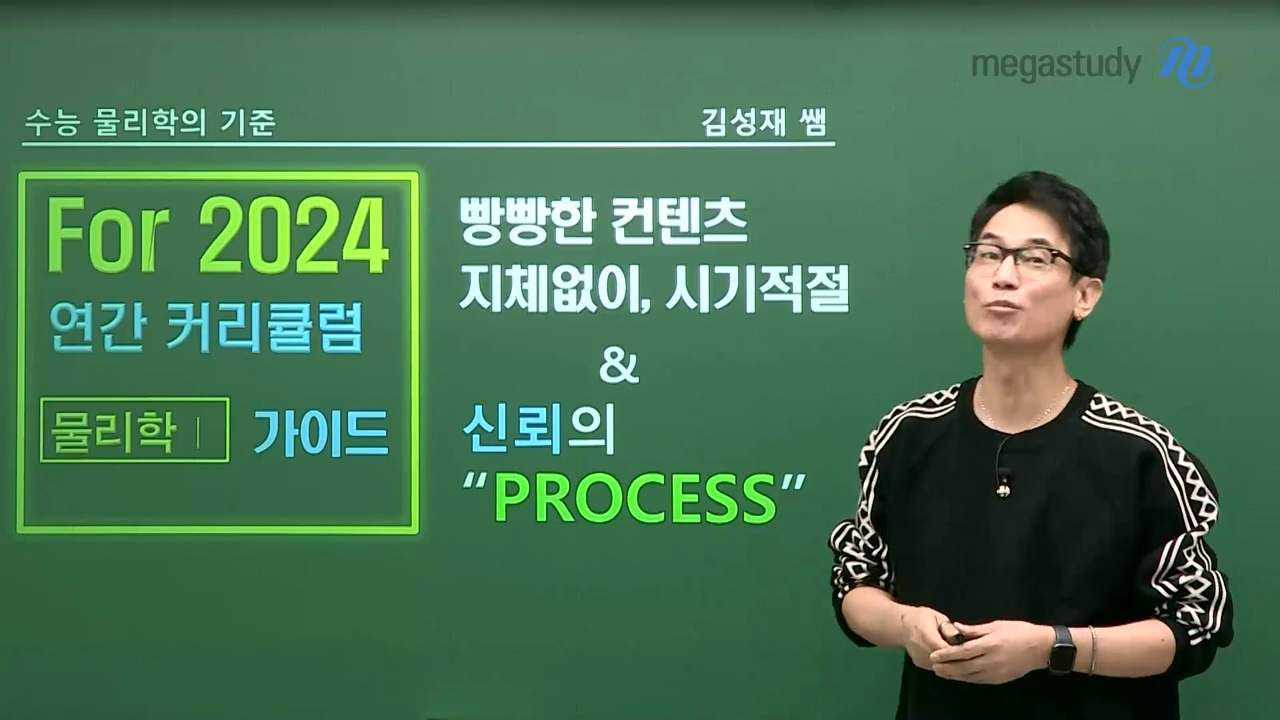 megastudy
수능 물리학의 기준 김성재 쌤
For 2024
연간 커리큘럼
물리학 I 가이드
빵빵한 컨텐츠
지체없이, 시기적절
&
신뢰의
“PROCESS”